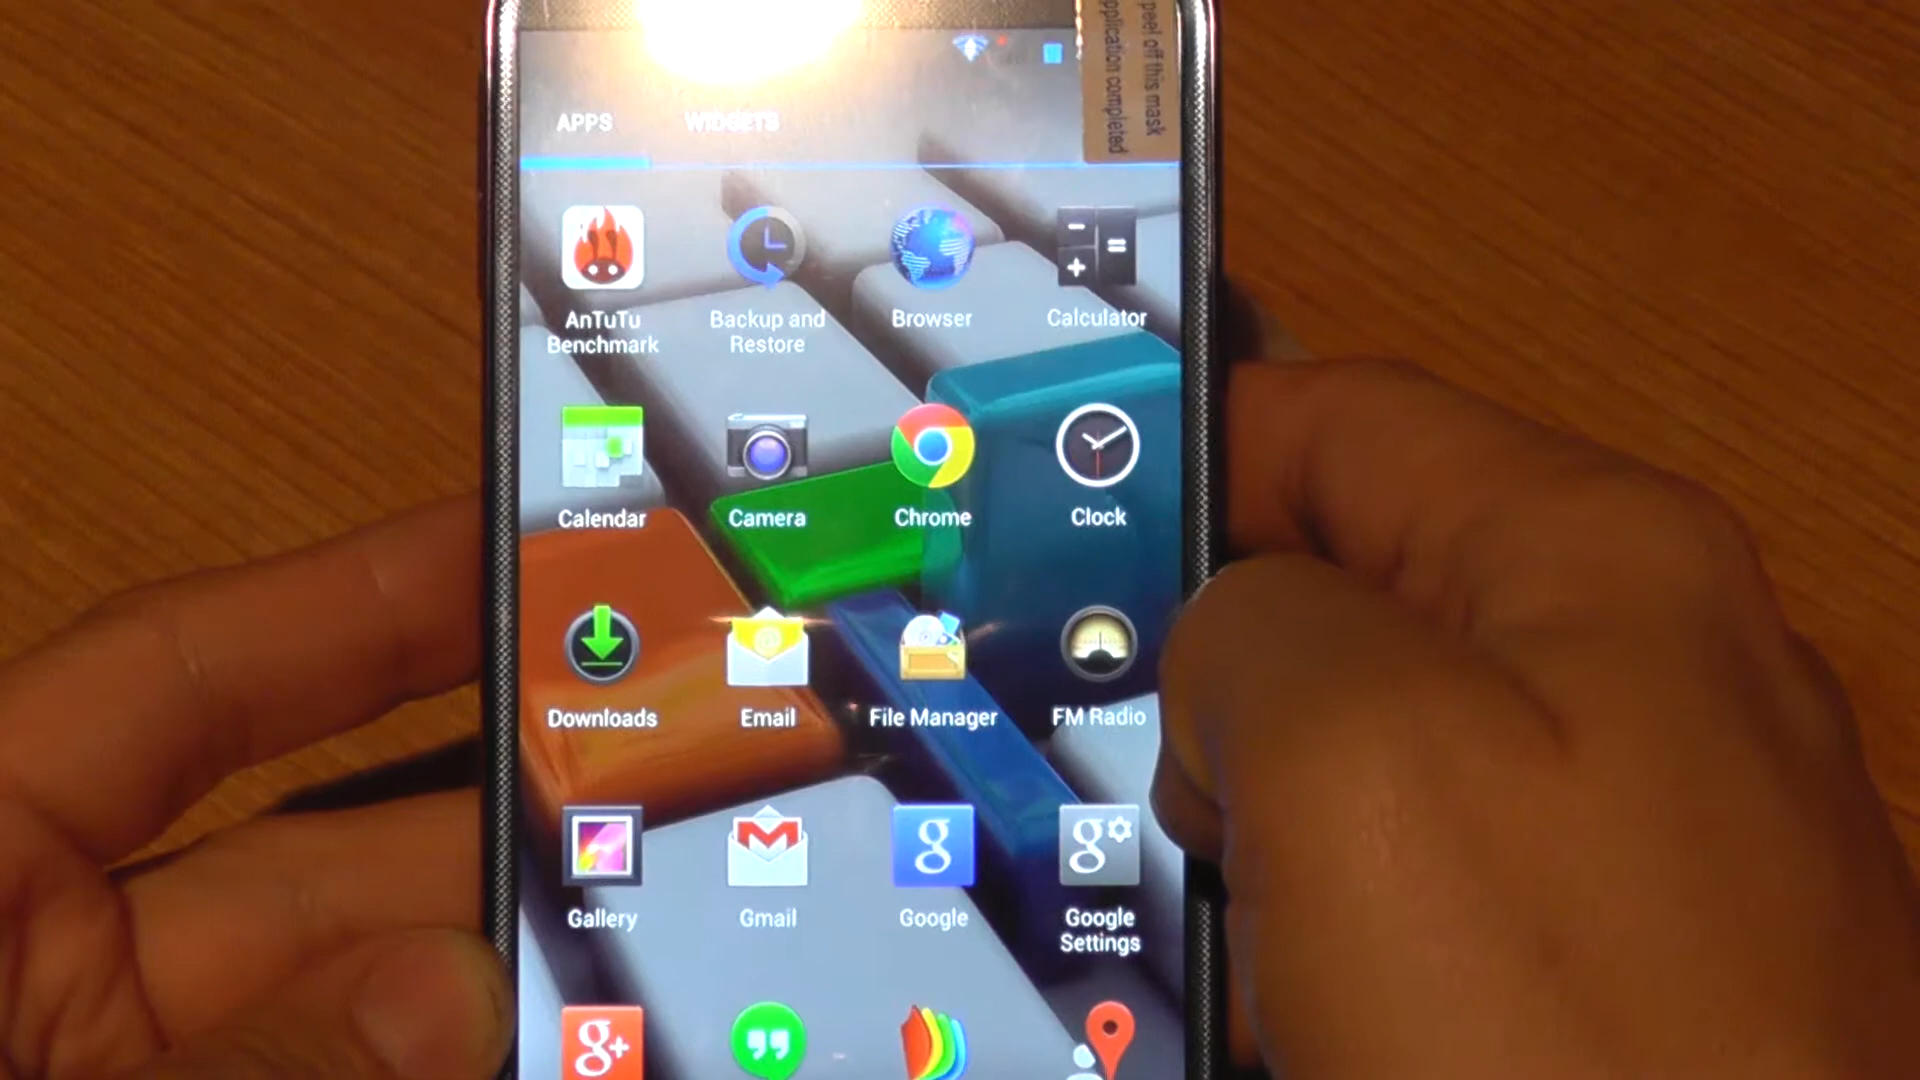 peel off this mask
pplication completed
APPS WIDGETS
AnTuTu Benchmark
Backup and Restore
Browser
Calculator
Calendar
Camera
Chrome
Clock
Downloads
Email
File Manager
FM Radio
Gallery
Gmail
Google
Google Settings
g
g
g+